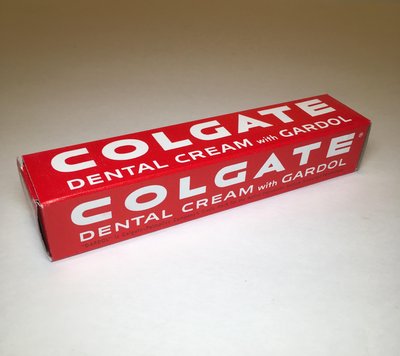 COLGATE
DENTAL CREAM with GARDOL
COLGATE®
DENTAL CREAM with GARDOL